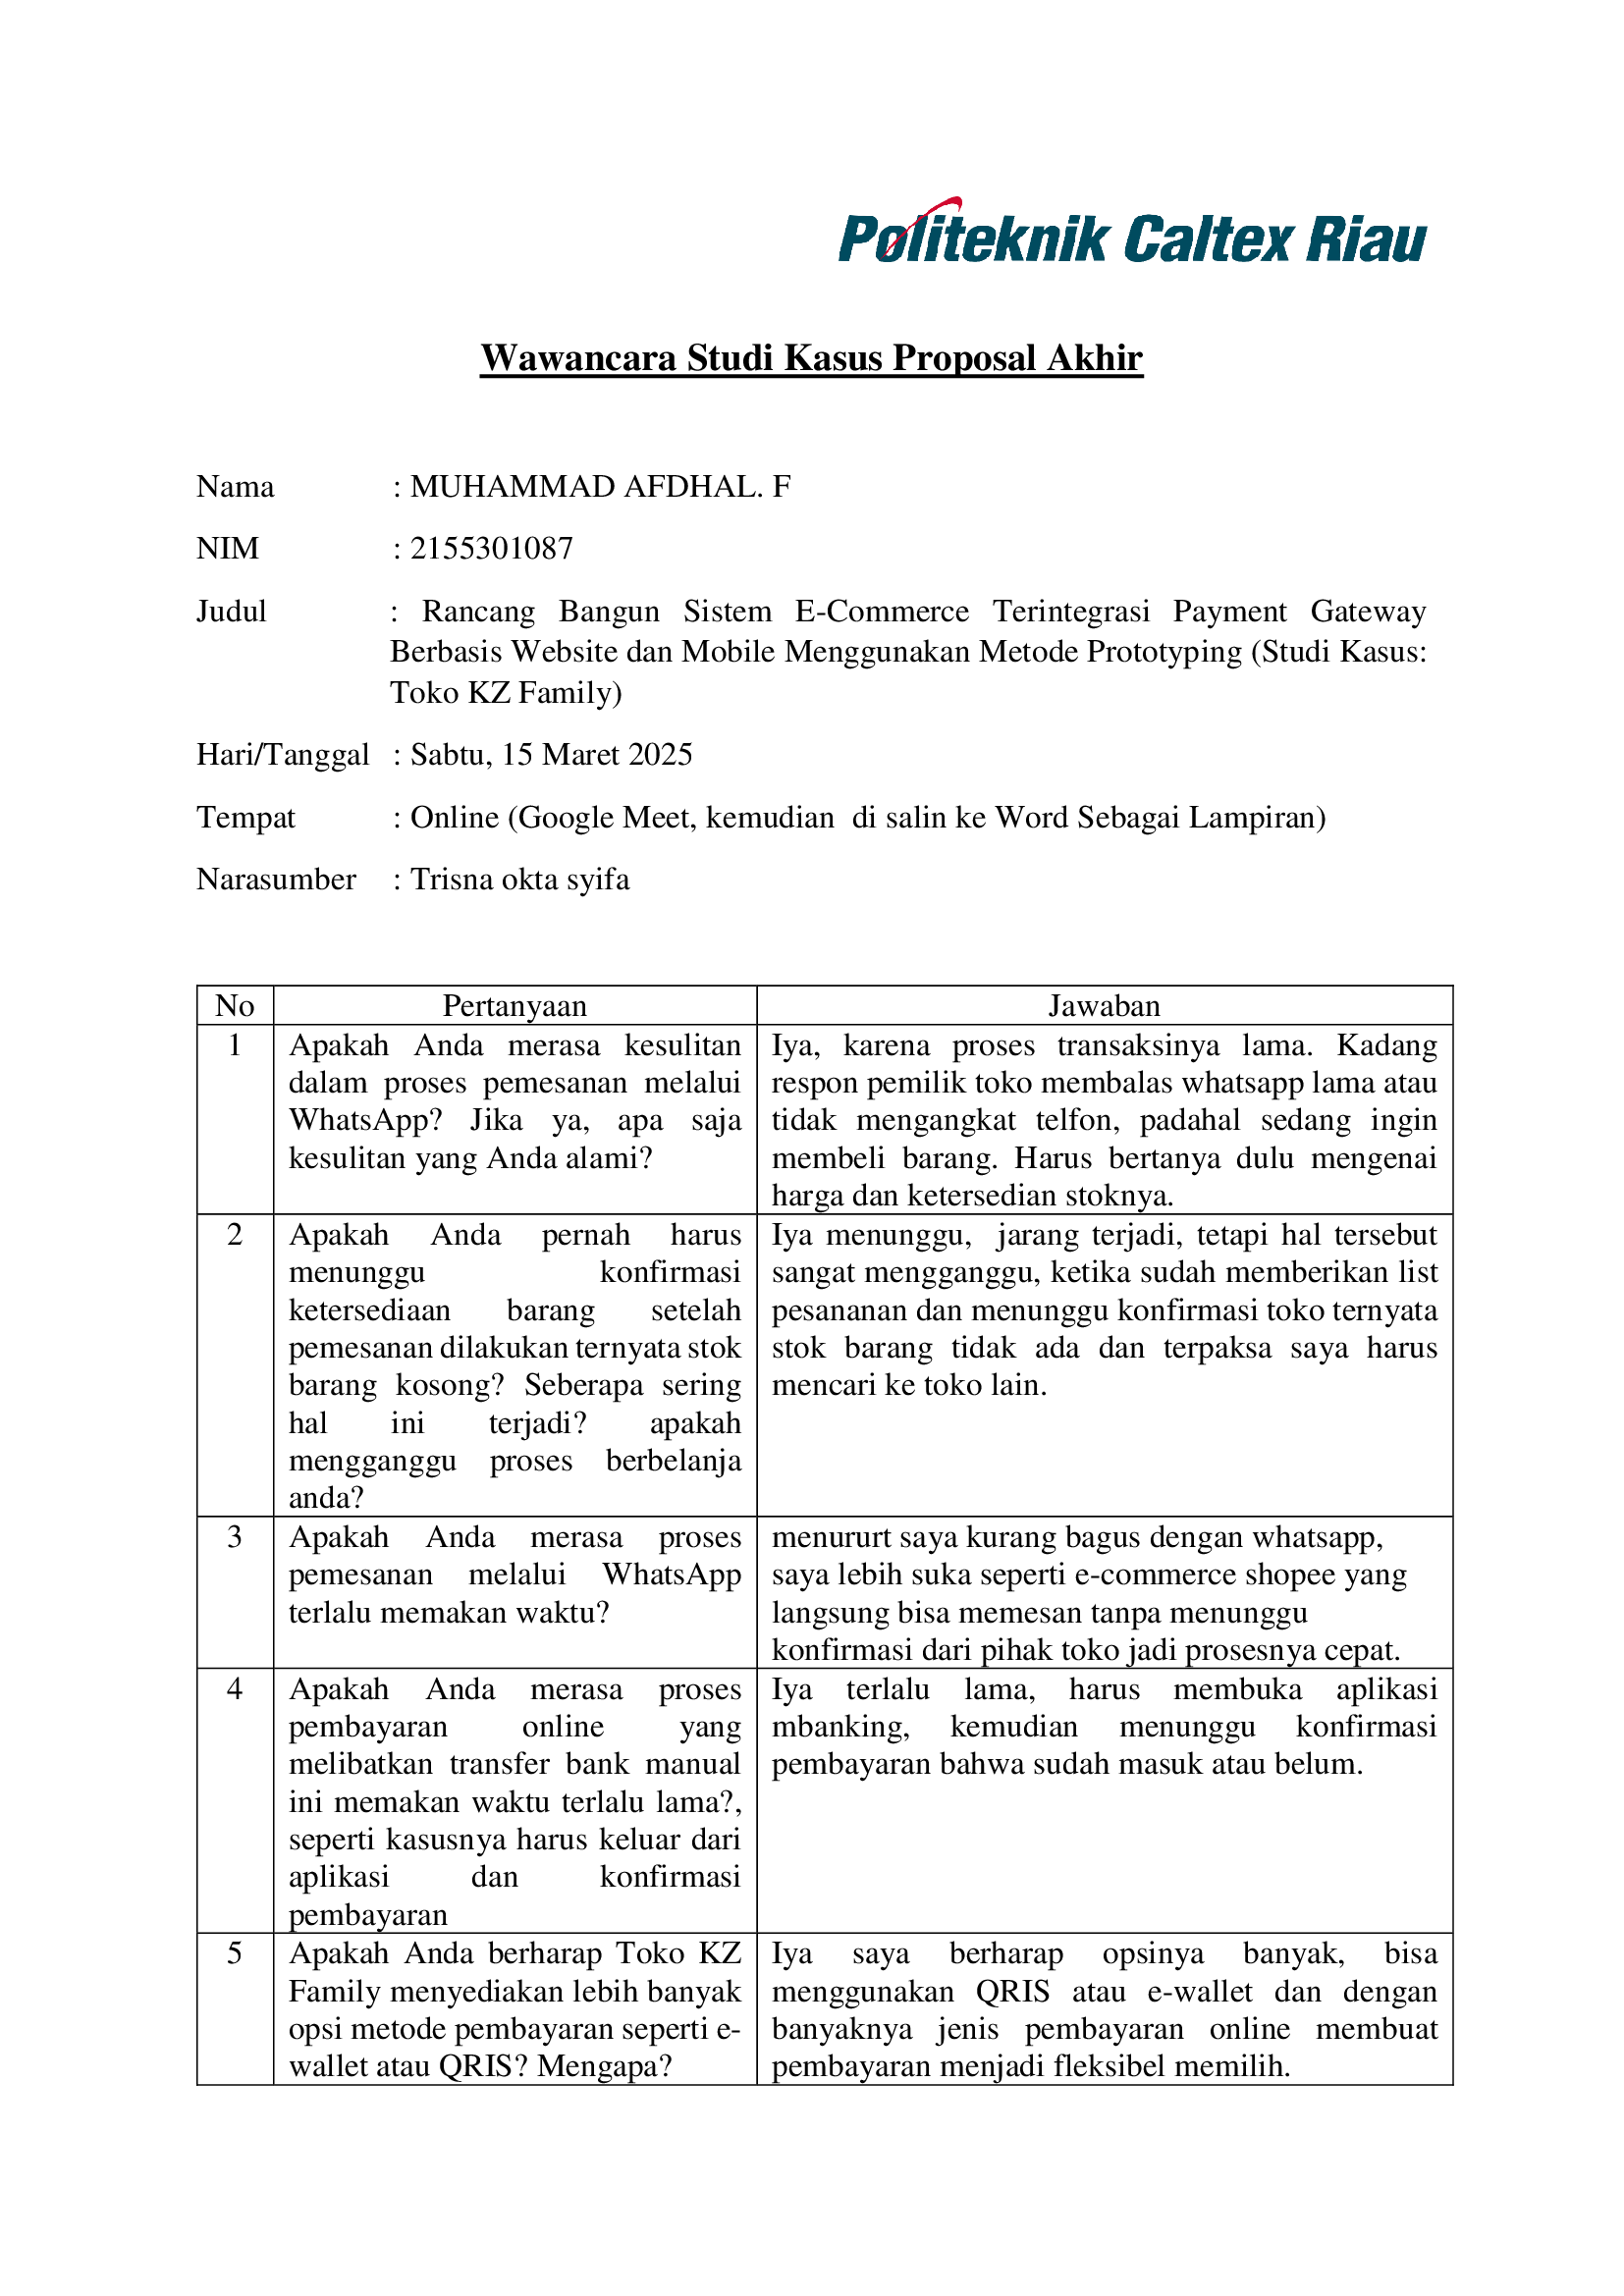 Politeknik Caltex Riau
Wawancara Studi Kasus Proposal Akhir
Nama : MUHAMMAD AFDHAL. F
NIM : 2155301087
Judul : Rancang Bangun Sistem E-Commerce Terintegrasi Payment Gateway
Berbasis Website dan Mobile Menggunakan Metode Prototyping (Studi Kasus:
Toko KZ Family)
Hari/Tanggal : Sabtu, 15 Maret 2025
Tempat : Online (Google Meet, kemudian  di salin ke Word Sebagai Lampiran)
Narasumber : Trisna okta syifa
No Pertanyaan Jawaban
1
Apakah Anda merasa kesulitan
dalam proses pemesanan melalui
WhatsApp? Jika ya, apa saja
kesulitan yang Anda alami?
Iya, karena proses transaksinya lama. Kadang
respon pemilik toko membalas whatsapp lama atau
tidak mengangkat telfon, padahal sedang ingin
membeli barang. Harus bertanya dulu mengenai
harga dan ketersedian stoknya.
2
Apakah Anda pernah harus
menunggu konfirmasi
ketersediaan barang setelah
pemesanan dilakukan ternyata stok
barang kosong? Seberapa sering
hal ini terjadi? apakah
mengganggu proses berbelanja
anda?
Iya menunggu,  jarang terjadi, tetapi hal tersebut
sangat mengganggu, ketika sudah memberikan list
pesananan dan menunggu konfirmasi toko ternyata
stok barang tidak ada dan terpaksa saya harus
mencari ke toko lain.
3
Apakah Anda merasa proses
pemesanan melalui WhatsApp
terlalu memakan waktu?
menururt saya kurang bagus dengan whatsapp,
saya lebih suka seperti e-commerce shopee yang
langsung bisa memesan tanpa menunggu
konfirmasi dari pihak toko jadi prosesnya cepat.
4
Apakah Anda merasa proses
pembayaran online yang
melibatkan transfer bank manual
ini memakan waktu terlalu lama?,
seperti kasusnya harus keluar dari
aplikasi dan konfirmasi
pembayaran
Iya terlalu lama, harus membuka aplikasi
mbanking, kemudian menunggu konfirmasi
pembayaran bahwa sudah masuk atau belum.
5
Apakah Anda berharap Toko KZ
Family menyediakan lebih banyak
opsi metode pembayaran seperti e-
wallet atau QRIS? Mengapa?
Iya saya berharap opsinya banyak, bisa
menggunakan QRIS atau e-wallet dan dengan
banyaknya jenis pembayaran online membuat
pembayaran menjadi fleksibel memilih.